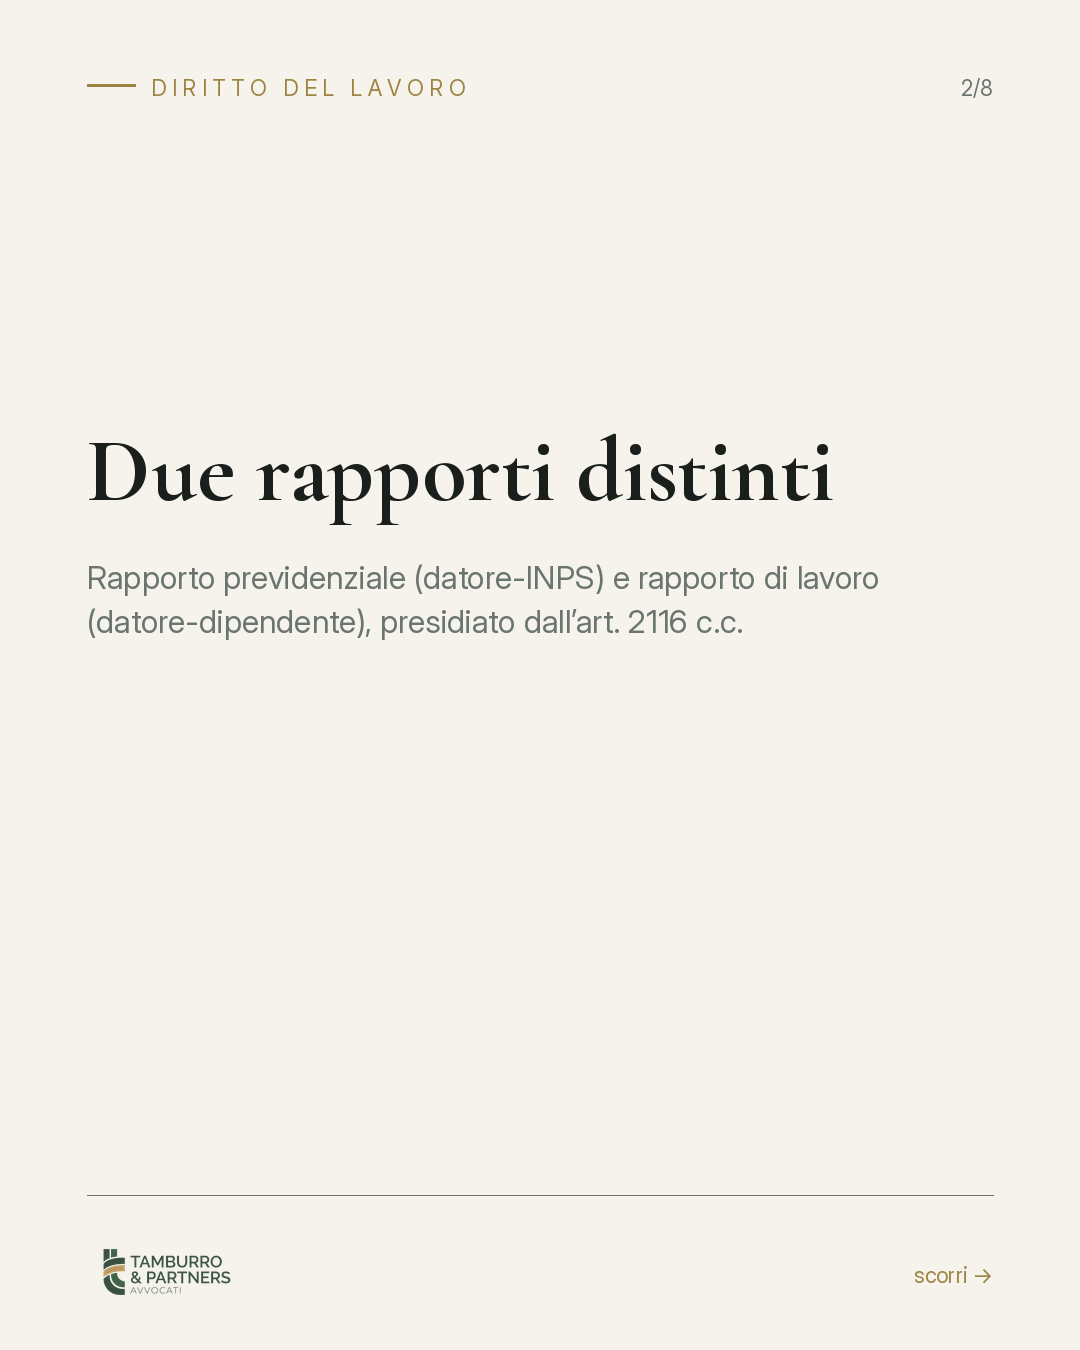 DIRITTO DEL LAVORO
2/8
Due rapporti distinti
Rapporto previdenziale (datore-INPS) e rapporto di lavoro
(datore-dipendente), presidiato dall’art. 2116 c.c.
TAMBURRO
& PARTNERS
AVVOCATI
scorri →